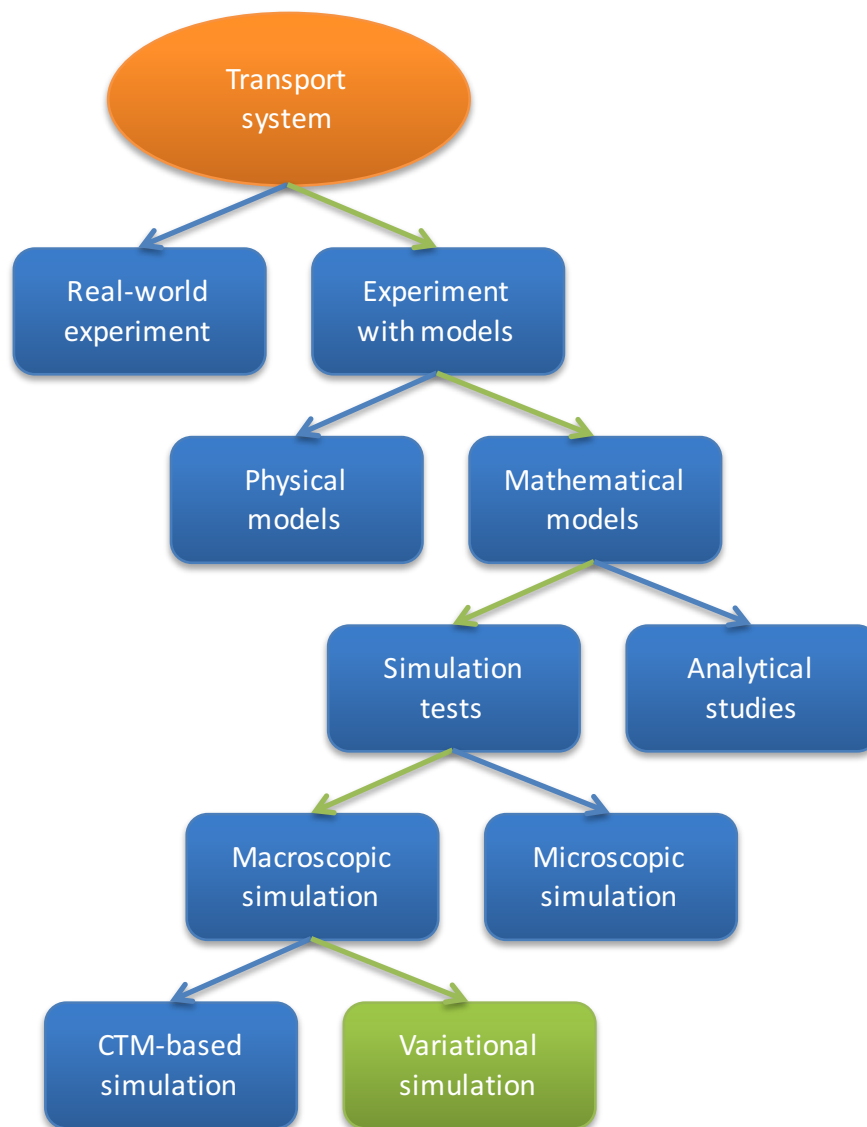 Transport
system
Real-world
experiment
Experiment
with models
Physical
models
Mathematical
models
Simulation
tests
Analytical
studies
Macroscopic
simulation
Microscopic
simulation
CTM-based
simulation
Variational
simulation